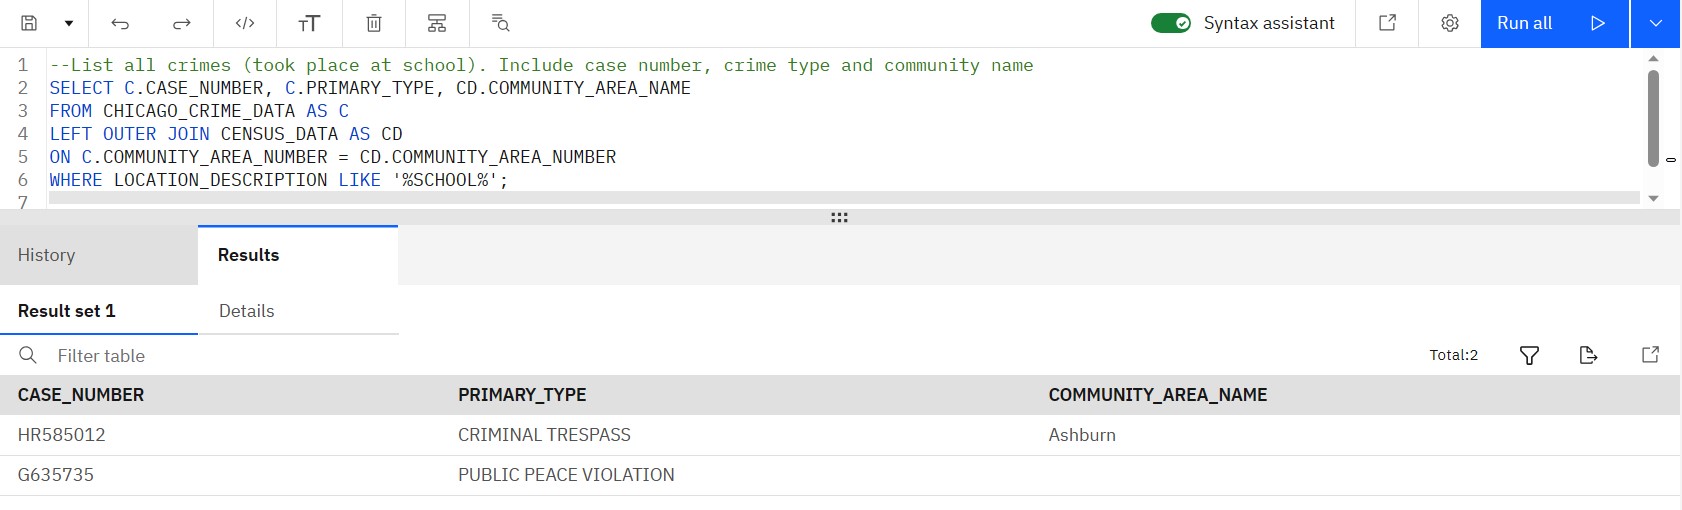 </> TT Syntax assistant Run all
1 --List all crimes (took place at school). Include case number, crime type and community name
2 SELECT C.CASE_NUMBER, C.PRIMARY_TYPE, CD.COMMUNITY_AREA_NAME
3 FROM CHICAGO_CRIME_DATA AS C
4 LEFT OUTER JOIN CENSUS_DATA AS CD
5 ON C.COMMUNITY_AREA_NUMBER = CD.COMMUNITY_AREA_NUMBER
6 WHERE LOCATION_DESCRIPTION LIKE '%SCHOOL%';
7
History Results
Result set 1 Details
Filter table Total:2
CASE_NUMBER PRIMARY_TYPE COMMUNITY_AREA_NAME
HR585012 CRIMINAL TRESPASS Ashburn
G635735 PUBLIC PEACE VIOLATION